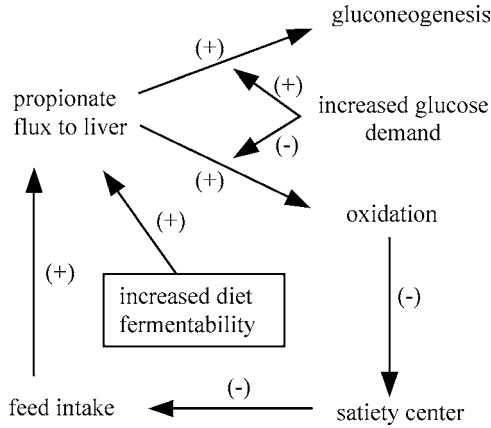 gluconeogenesis
(+)
propionate
flux to liver
(+)
increased glucose
demand
(-)
(+)
oxidation
(+)
increased diet
fermentability
(+)
(-)
feed intake
(-)
satiety center